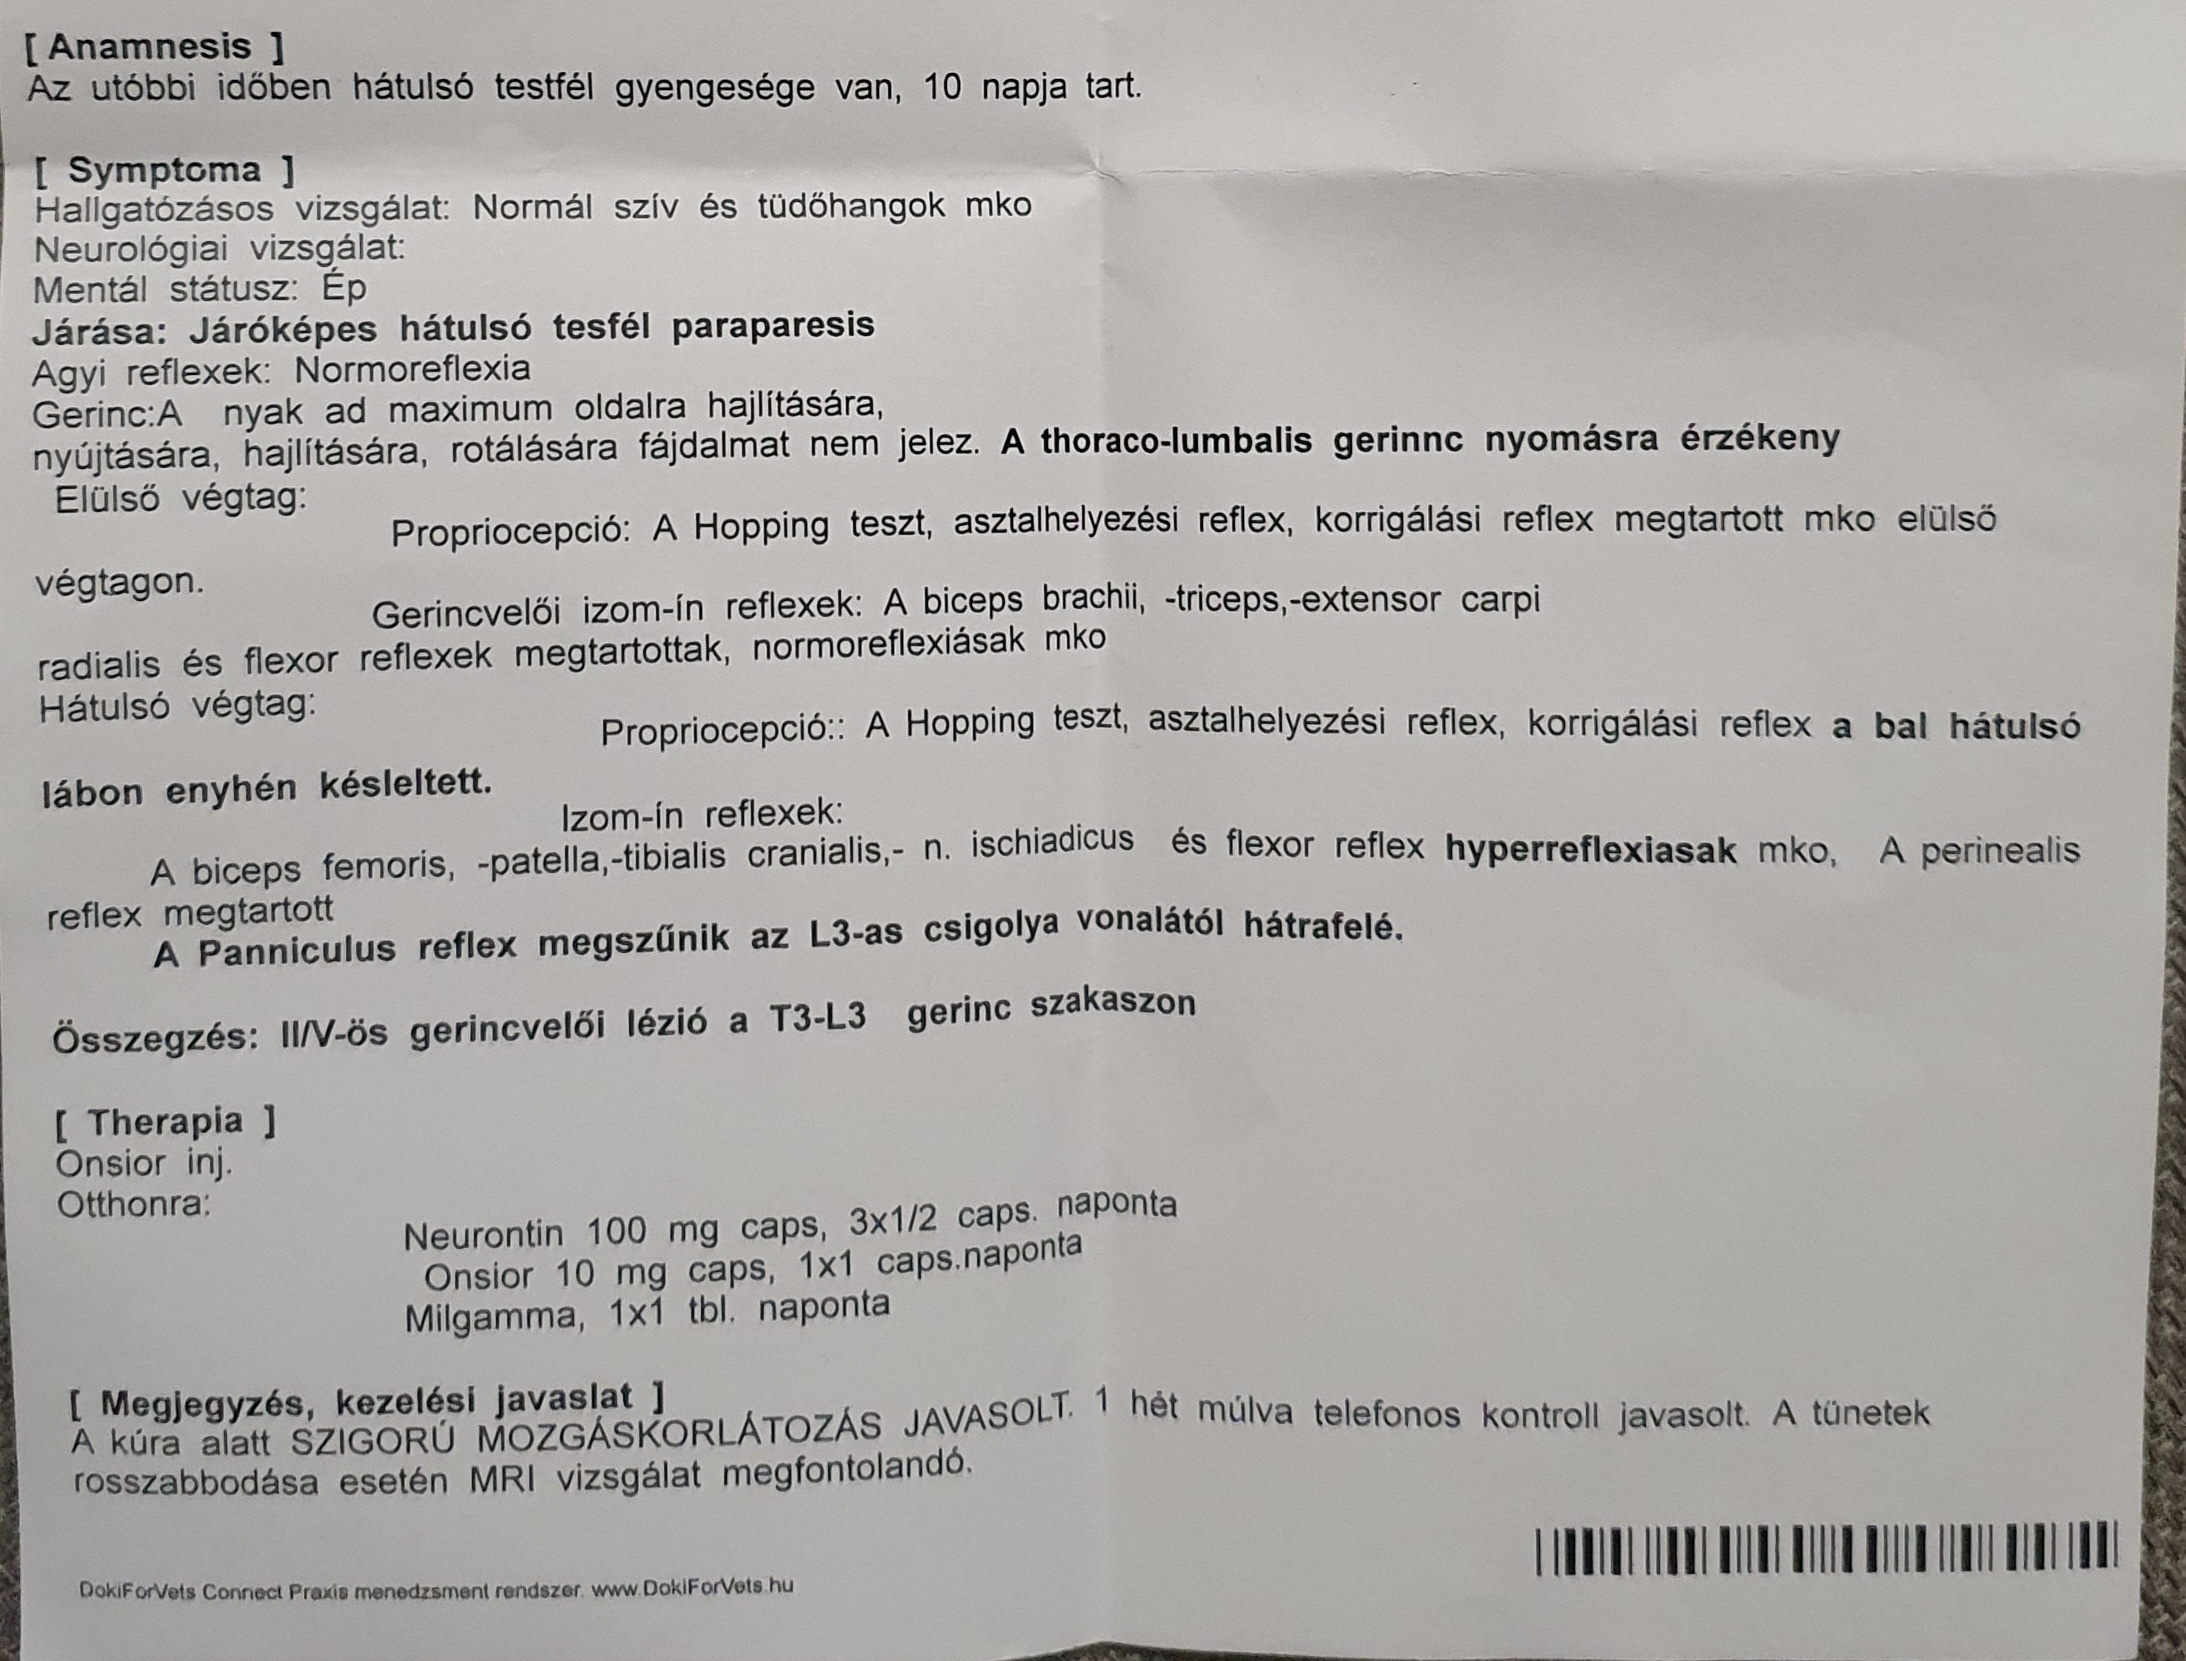 [ Anamnesis ]
Az utóbbi időben hátulsó testfél gyengesége van, 10 napja tart.
[ Symptoma ]
Hallgatózásos vizsgálat: Normál szív és tüdőhangok mko
Neurológiai vizsgálat:
Mentál státusz: Ép
Járása: Járóképes hátulsó tesfél paraparesis
Agyi reflexek: Normoreflexia
Gerinc:A nyak ad maximum oldalra hajlítására,
nyújtására, hajlítására, rotálására fájdalmat nem jelez. A thoraco-lumbalis gerinnc nyomásra érzékeny
Elülső végtag:
Propriocepció: A Hopping teszt, asztalhelyezési reflex, korrigálási reflex megtartott mko elülső
végtagon.
Gerincvelői izom-ín reflexek: A biceps brachii, -triceps,-extensor carpi
radialis és flexor reflexek megtartottak, normoreflexiásak mko
Hátulsó végtag:
Propriocepció:: A Hopping teszt, asztalhelyezési reflex, korrigálási reflex a bal hátulsó
lábon enyhén késleltett.
Izom-ín reflexek:
A biceps femoris, -patella,-tibialis cranialis,- n. ischiadicus és flexor reflex hyperreflexiasak mko, A perinealis
reflex megtartott
A Panniculus reflex megszűnik az L3-as csigolya vonalától hátrafelé.
Összegzés: II/V-ös gerincvelői lézió a T3-L3 gerinc szakaszon
[ Therapia ]
Onsior inj.
Otthonra:
Neurontin 100 mg caps, 3x1/2 caps. naponta
Onsior 10 mg caps, 1x1 caps.naponta
Milgamma, 1x1 tbl. naponta
[ Megjegyzés, kezelési javaslat ]
A kúra alatt SZIGORÚ MOZGÁSKORLÁTOZÁS JAVASOLT. 1 hét múlva telefonos kontroll javasolt. A tünetek
rosszabbodása esetén MRI vizsgálat megfontolandó.
DokiForVets Connect Praxis menedzsment rendszer. www.DokiForVets.hu